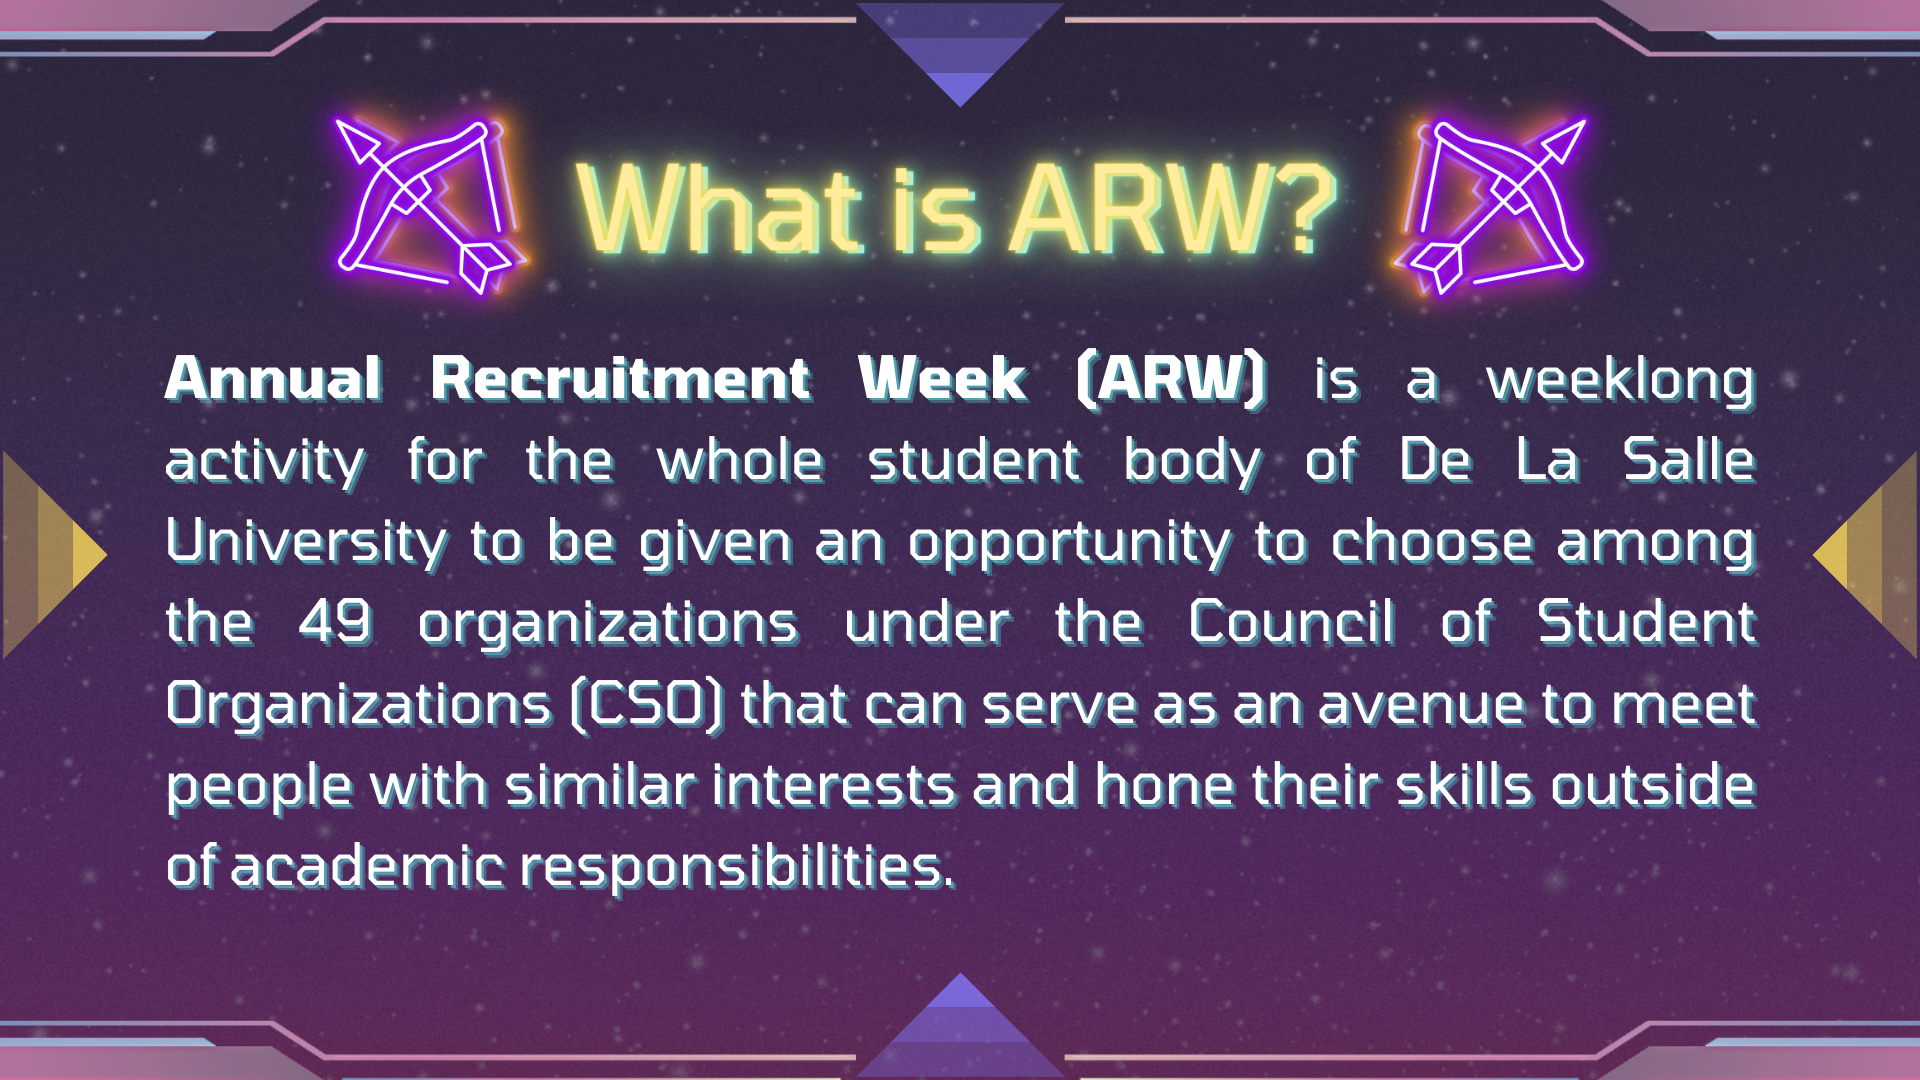 What is ARW?
Annual Recruitment Week (ARW) is a weeklong
activity for the whole student body of De La Salle
University to be given an opportunity to choose among
the 49 organizations under the Council of Student
Organizations (CSO) that can serve as an avenue to meet
people with similar interests and hone their skills outside
of academic responsibilities.